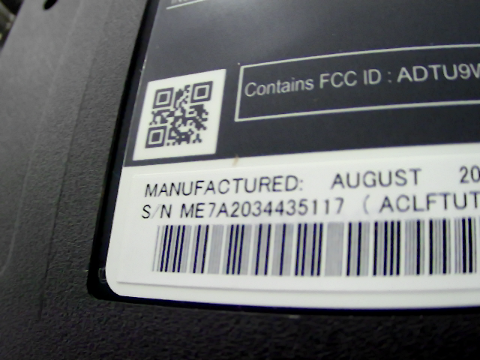 Contains FCC ID : ADTU9W
MANUFACTURED: AUGUST 20
S/N ME7A2034435117 ( ACLFTUT